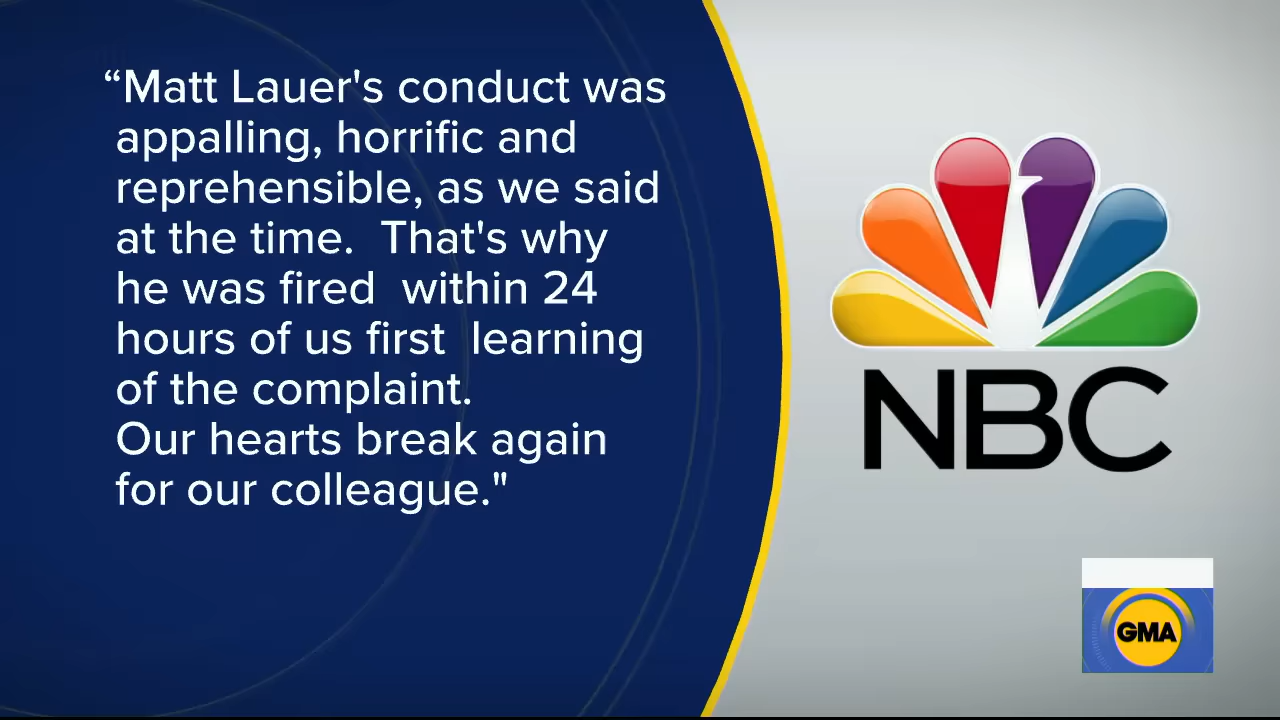 “Matt Lauer's conduct was
appalling, horrific and
reprehensible, as we said
at the time.  That's why
he was fired  within 24
hours of us first  learning
of the complaint.
Our hearts break again
for our colleague."
NBC
GMA